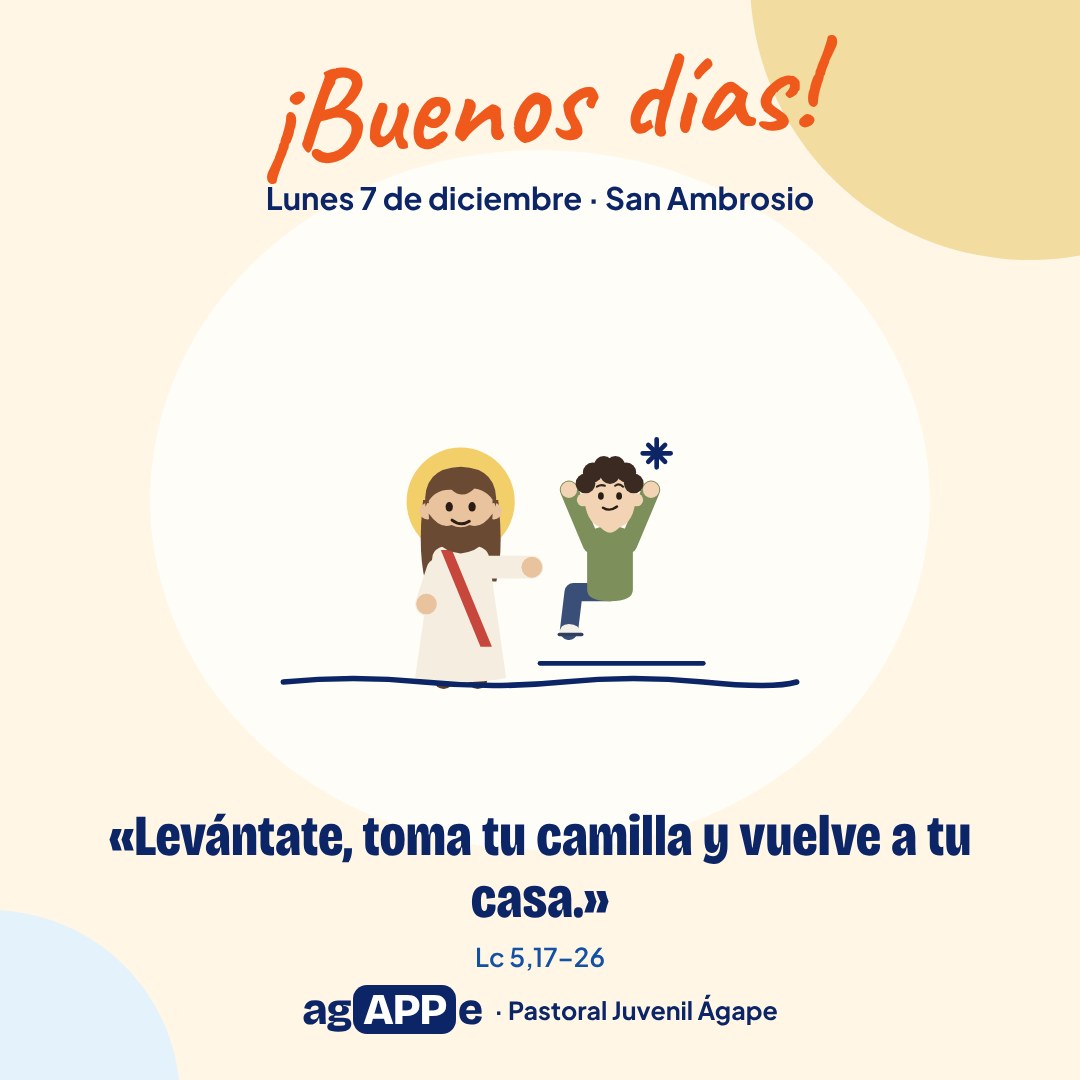 ¡Buenos días!
Lunes 7 de diciembre · San Ambrosio
«Levántate, toma tu camilla y vuelve a tu
casa.»
Lc 5,17–26
agAPPe · Pastoral Juvenil Ágape